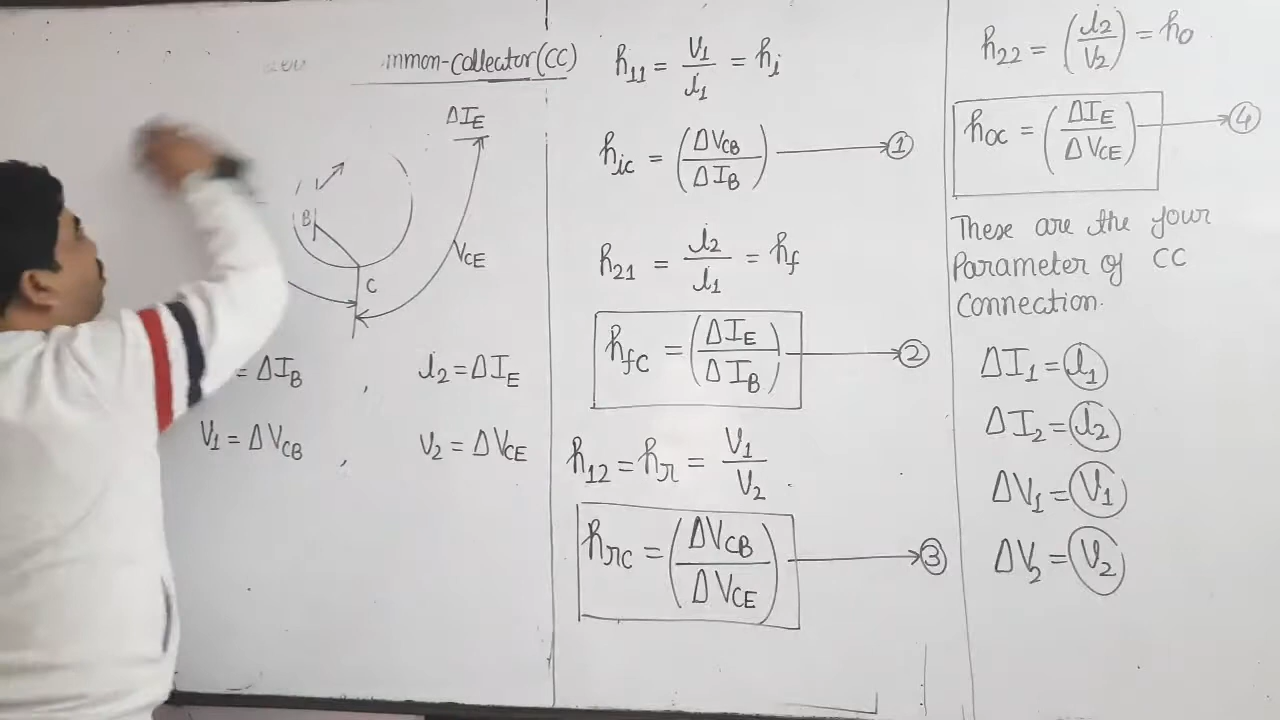 mmon-Collector(CC)
ΔI_E
B
V_CE
C
= ΔI_B , i_2 = ΔI_E
V_1 = ΔV_CB , V_2 = ΔV_CE
h_11 = V_1/i_1 = h_i
h_ic = (ΔV_CB/ΔI_B) → ①
h_21 = i_2/i_1 = h_f
h_fc = (ΔI_E/ΔI_B) → ②
h_12 = h_r = V_1/V_2
h_rc = (ΔV_CB/ΔV_CE) → ③
h_22 = (i_2/V_2) = h_o
h_oc = (ΔI_E/ΔV_CE) → ④
These are the four
Parameter of CC
Connection.
ΔI_1 = i_1
ΔI_2 = i_2
ΔV_1 = V_1
ΔV_2 = V_2